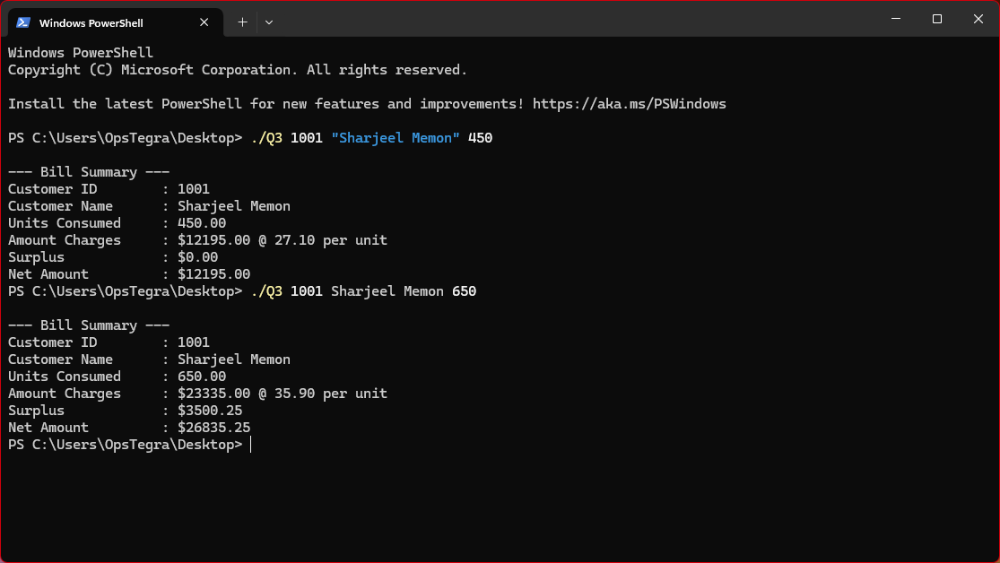 Windows PowerShell
Windows PowerShell
Copyright (C) Microsoft Corporation. All rights reserved.
Install the latest PowerShell for new features and improvements! https://aka.ms/PSWindows
PS C:\Users\OpsTegra\Desktop> ./Q3 1001 "Sharjeel Memon" 450
--- Bill Summary ---
Customer ID        : 1001
Customer Name      : Sharjeel Memon
Units Consumed     : 450.00
Amount Charges     : $12195.00 @ 27.10 per unit
Surplus            : $0.00
Net Amount         : $12195.00
PS C:\Users\OpsTegra\Desktop> ./Q3 1001 Sharjeel Memon 650
--- Bill Summary ---
Customer ID        : 1001
Customer Name      : Sharjeel Memon
Units Consumed     : 650.00
Amount Charges     : $23335.00 @ 35.90 per unit
Surplus            : $3500.25
Net Amount         : $26835.25
PS C:\Users\OpsTegra\Desktop>